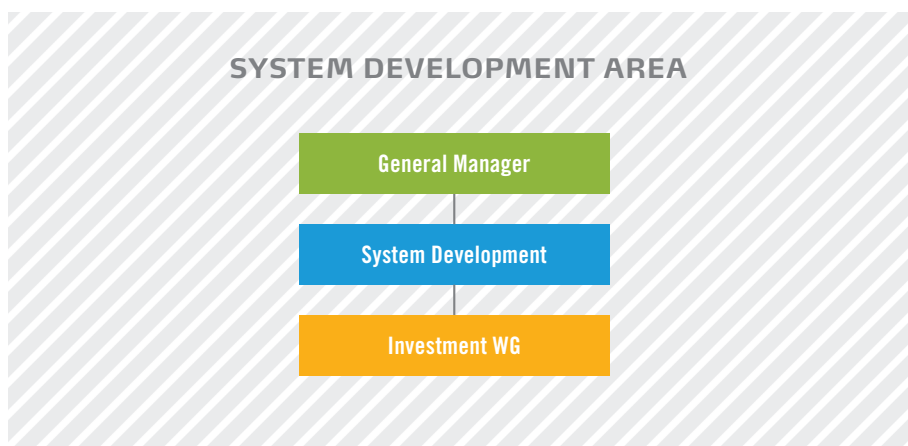 SYSTEM DEVELOPMENT AREA
General Manager
System Development
Investment WG